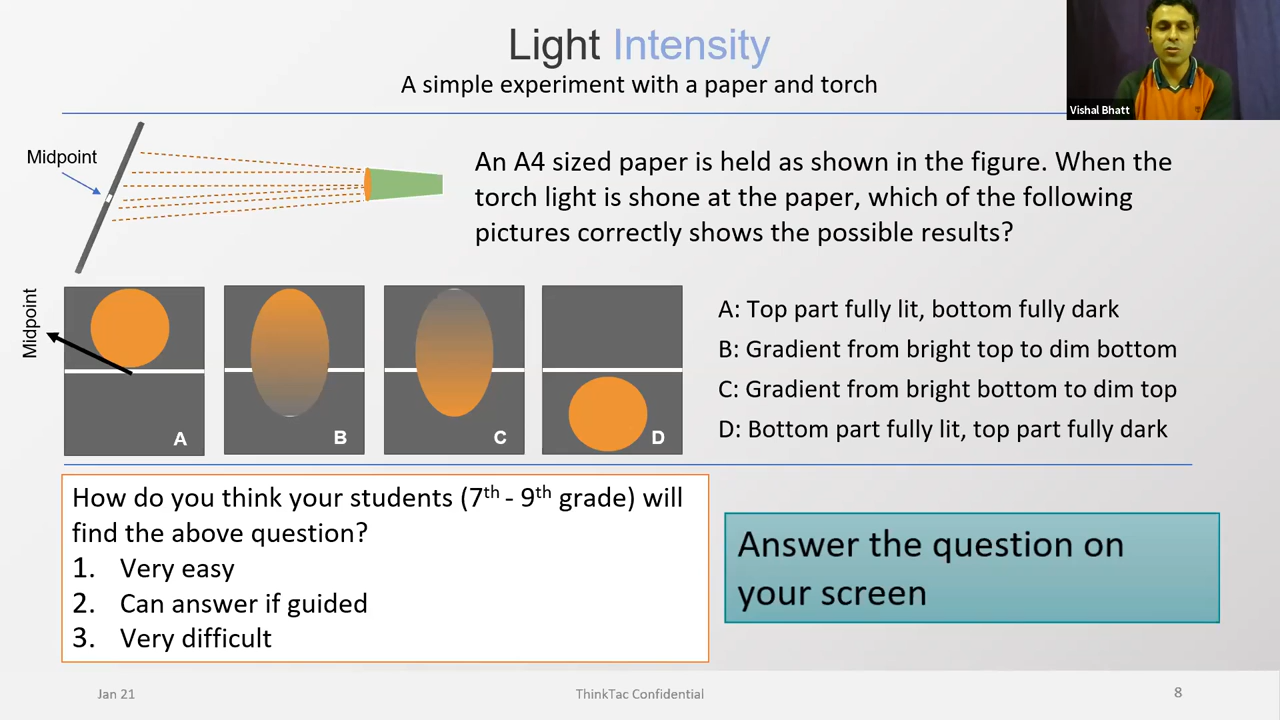 Light Intensity
A simple experiment with a paper and torch
Vishal Bhatt
Midpoint
An A4 sized paper is held as shown in the figure. When the
torch light is shone at the paper, which of the following
pictures correctly shows the possible results?
Midpoint
A
B
C
D
A: Top part fully lit, bottom fully dark
B: Gradient from bright top to dim bottom
C: Gradient from bright bottom to dim top
D: Bottom part fully lit, top part fully dark
How do you think your students (7th - 9th grade) will
find the above question?
1. Very easy
2. Can answer if guided
3. Very difficult
Answer the question on
your screen
Jan 21
ThinkTac Confidential
8